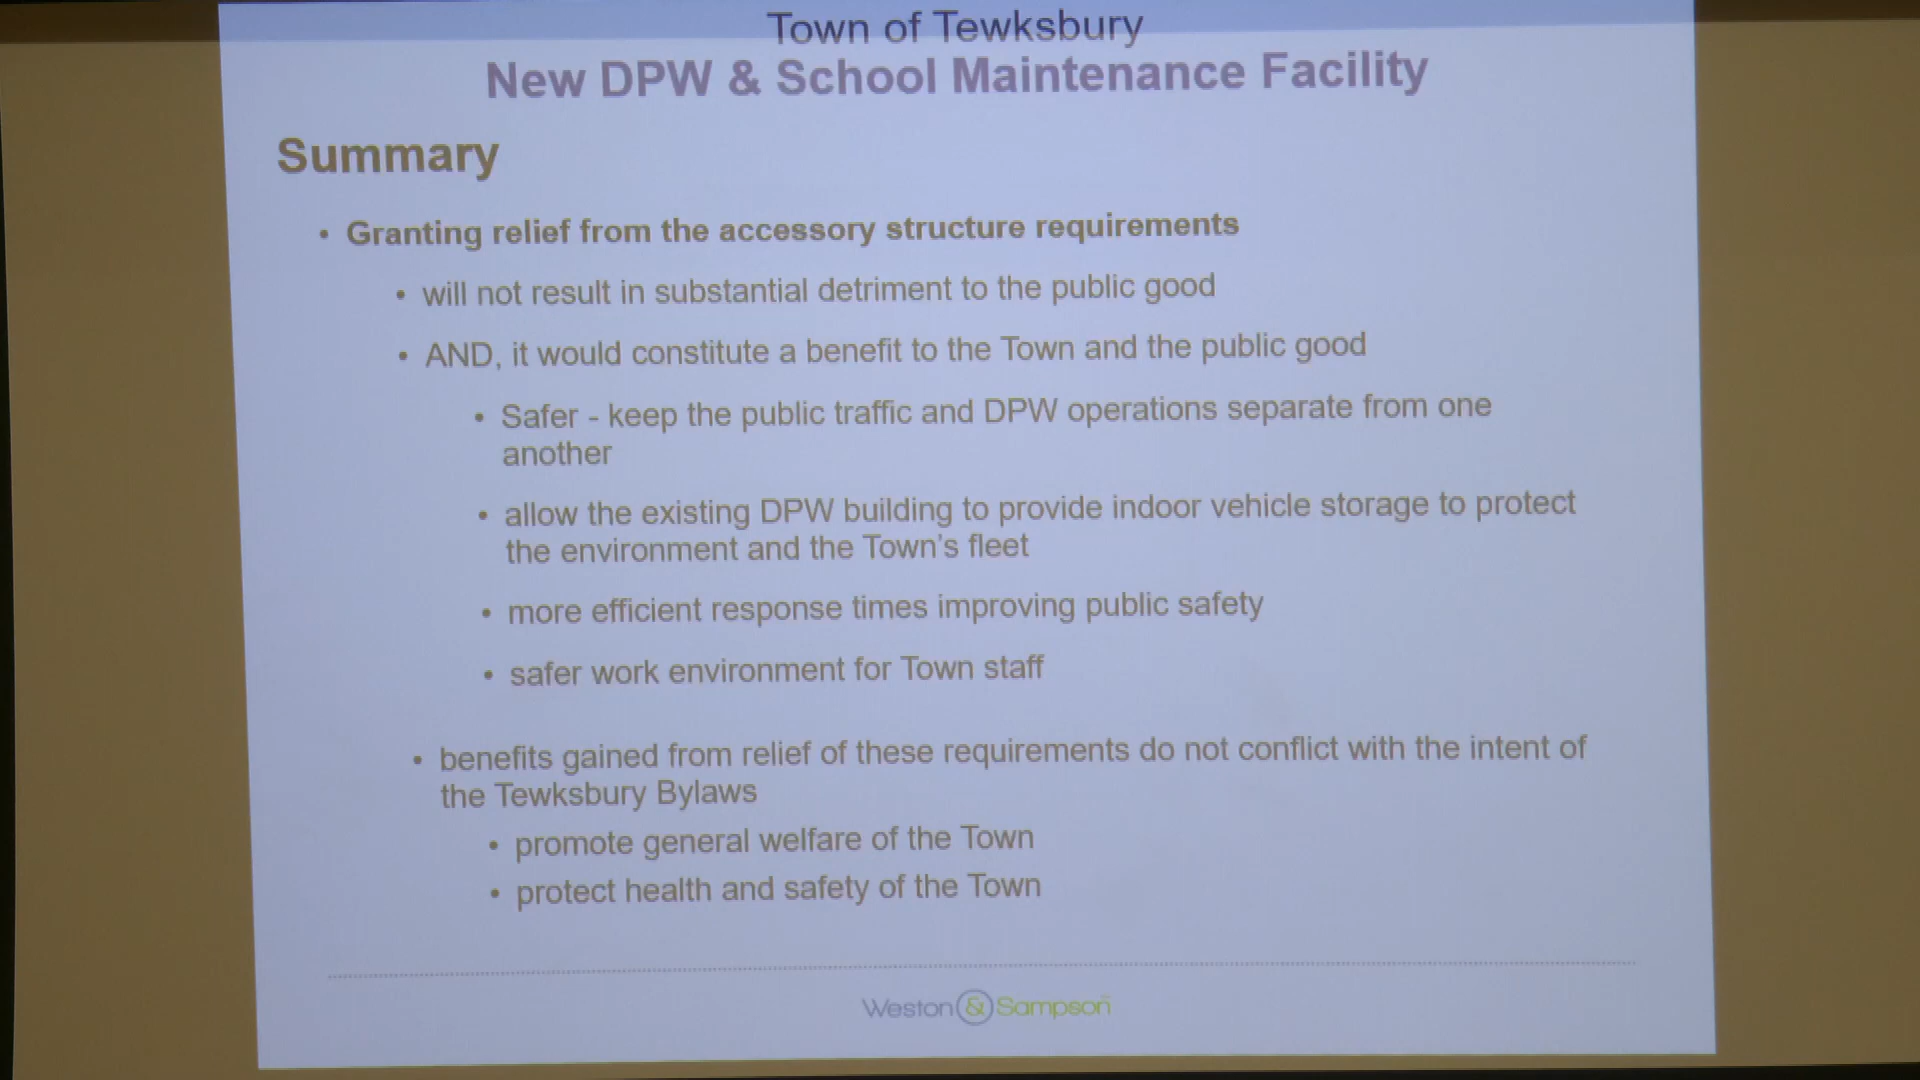 Town of Tewksbury
New DPW & School Maintenance Facility
Summary
• Granting relief from the accessory structure requirements
• will not result in substantial detriment to the public good
• AND, it would constitute a benefit to the Town and the public good
• Safer - keep the public traffic and DPW operations separate from one
another
• allow the existing DPW building to provide indoor vehicle storage to protect
the environment and the Town's fleet
• more efficient response times improving public safety
• safer work environment for Town staff
• benefits gained from relief of these requirements do not conflict with the intent of
the Tewksbury Bylaws
• promote general welfare of the Town
• protect health and safety of the Town
Weston & Sampson